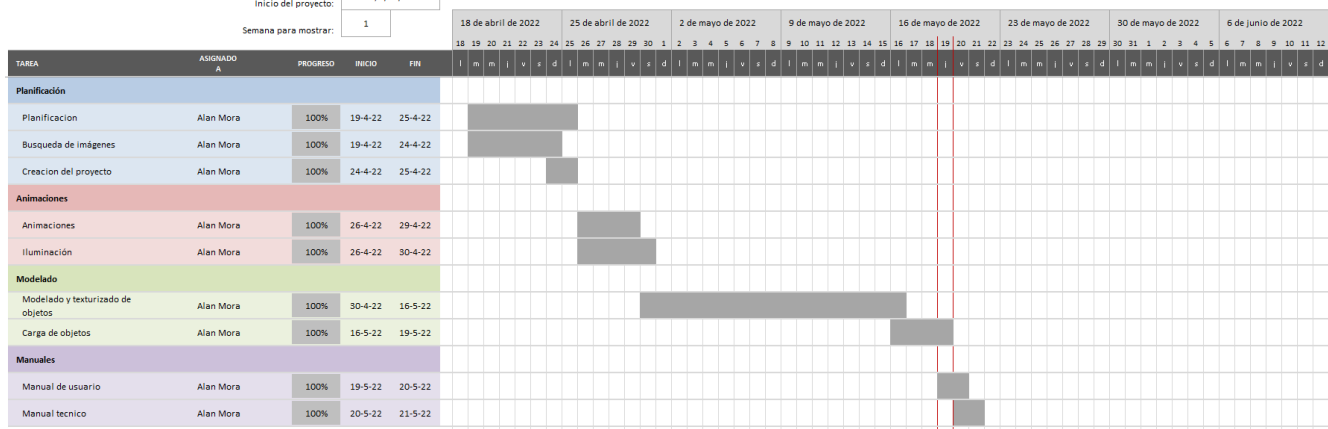 Inicio del proyecto:
Semana para mostrar: 1
18 de abril de 2022 25 de abril de 2022 2 de mayo de 2022 9 de mayo de 2022 16 de mayo de 2022 23 de mayo de 2022 30 de mayo de 2022 6 de junio de 2022
18 19 20 21 22 23 24 25 26 27 28 29 30 1 2 3 4 5 6 7 8 9 10 11 12 13 14 15 16 17 18 19 20 21 22 23 24 25 26 27 28 29 30 31 1 2 3 4 5 6 7 8 9 10 11 12
TAREA ASIGNADO A PROGRESO INICIO FIN l m m j v s d l m m j v s d l m m j v s d l m m j v s d l m m j v s d l m m j v s d l m m j v s d l m m j v s d
Planificación
Planificacion Alan Mora 100% 19-4-22 25-4-22
Busqueda de imágenes Alan Mora 100% 19-4-22 24-4-22
Creacion del proyecto Alan Mora 100% 24-4-22 25-4-22
Animaciones
Animaciones Alan Mora 100% 26-4-22 29-4-22
Iluminación Alan Mora 100% 26-4-22 30-4-22
Modelado
Modelado y texturizado de
objetos Alan Mora 100% 30-4-22 16-5-22
Carga de objetos Alan Mora 100% 16-5-22 19-5-22
Manuales
Manual de usuario Alan Mora 100% 19-5-22 20-5-22
Manual tecnico Alan Mora 100% 20-5-22 21-5-22